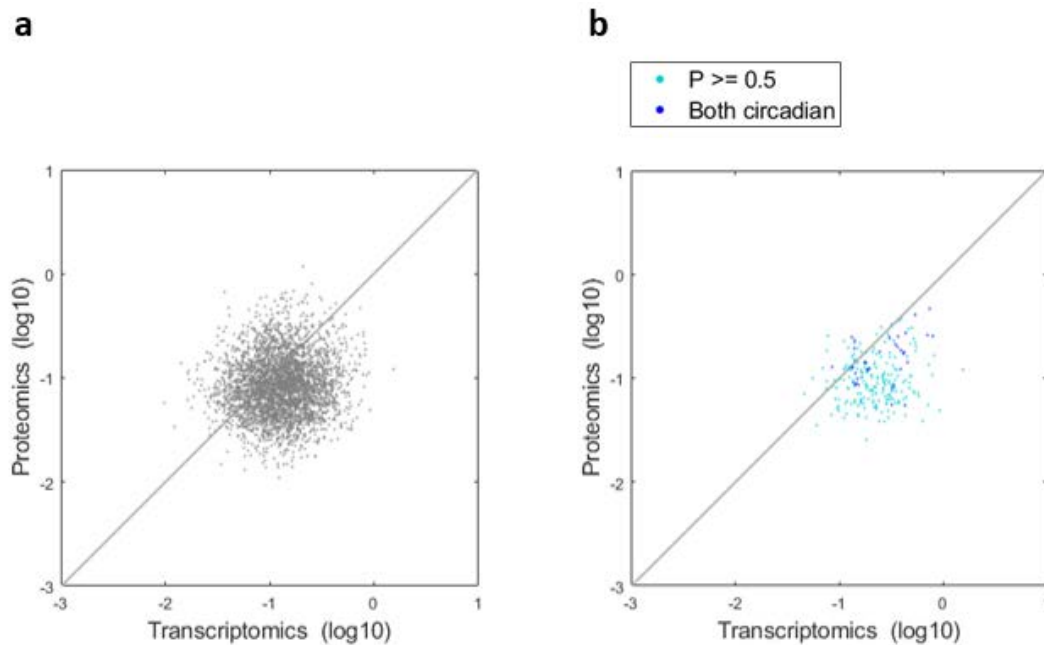 a
b
P >= 0.5
Both circadian
1
0
-1
-2
-3
Proteomics (log10)
-3
-2
-1
0
1
Transcriptomics (log10)
1
0
-1
-2
-3
Proteomics (log10)
-3
-2
-1
0
1
Transcriptomics (log10)